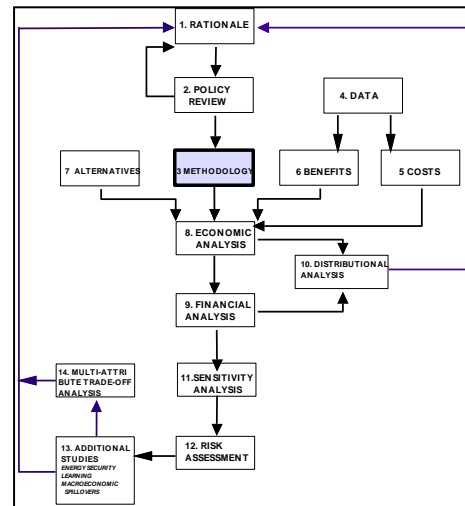 1. RATIONALE
2. POLICY
REVIEW
4. DATA
7 ALTERNATIVES
3 METHODOLOGY
6 BENEFITS
5 COSTS
8. ECONOMIC
ANALYSIS
10. DISTRIBUTIONAL
ANALYSIS
9. FINANCIAL
ANALYSIS
14. MULTI-ATTRI
BUTE TRADE-OFF
ANALYSIS
11.SENSITIVITY
ANALYSIS
12. RISK
ASSESSMENT
13. ADDITIONAL
STUDIES
ENERGY SECURITY
LEARNING
MACROECONOMIC
SPILLOVERS